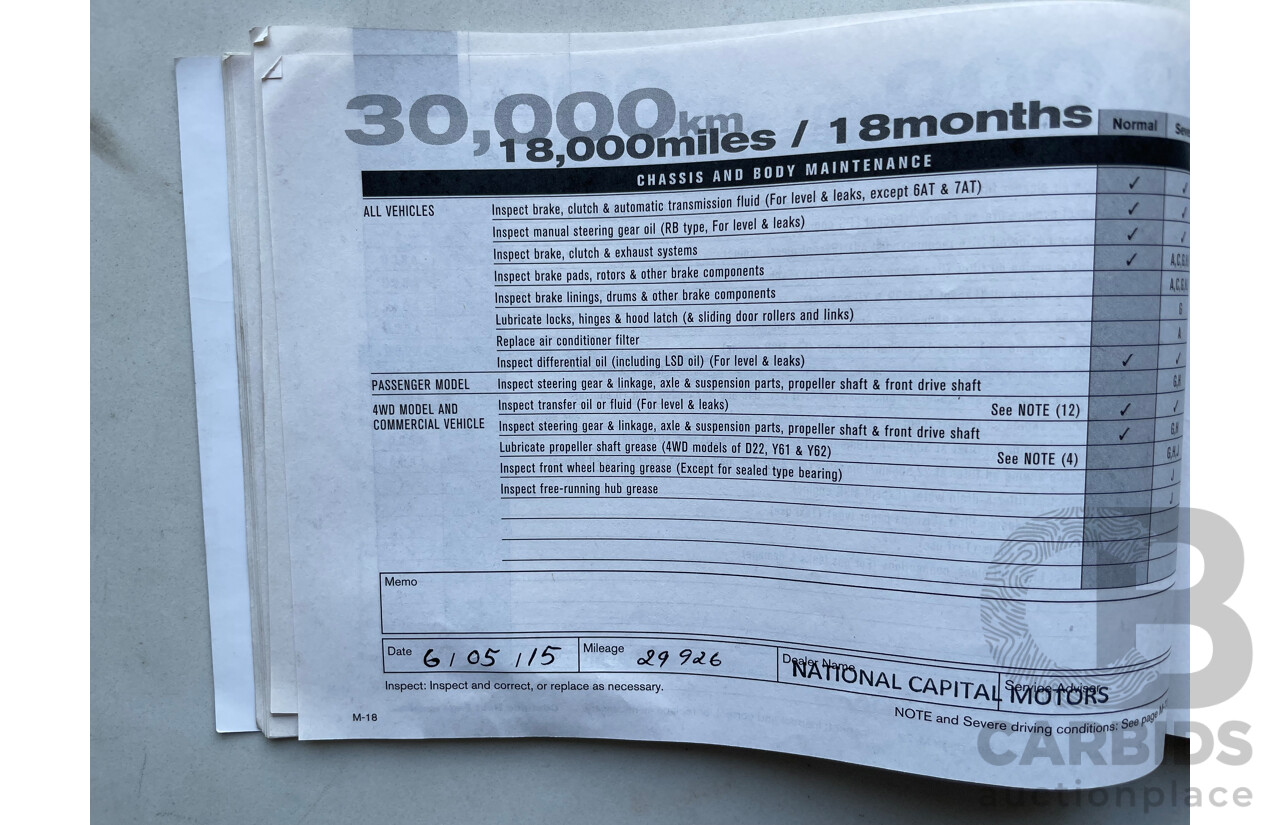 30,000km
18,000miles / 18months
Normal
CHASSIS AND BODY MAINTENANCE
ALL VEHICLES
Inspect brake, clutch & automatic transmission fluid (For level & leaks, except 6AT & 7AT) ✓ ✓
Inspect manual steering gear oil (RB type, For level & leaks) ✓ ✓
Inspect brake, clutch & exhaust systems ✓ ✓
Inspect brake pads, rotors & other brake components ✓ A,C,G,H
Inspect brake linings, drums & other brake components A,C,G,H
Lubricate locks, hinges & hood latch (& sliding door rollers and links) G
Replace air conditioner filter A
Inspect differential oil (including LSD oil) (For level & leaks) ✓ ✓
PASSENGER MODEL Inspect steering gear & linkage, axle & suspension parts, propeller shaft & front drive shaft G,H
4WD MODEL AND
COMMERCIAL VEHICLE
Inspect transfer oil or fluid (For level & leaks) See NOTE (12) ✓ ✓
Inspect steering gear & linkage, axle & suspension parts, propeller shaft & front drive shaft ✓ G,H
Lubricate propeller shaft grease (4WD models of D22, Y61 & Y62) See NOTE (4) G,H,J
Inspect front wheel bearing grease (Except for sealed type bearing) J
Inspect free-running hub grease J
Memo
Date 6/05/15 Mileage 29926 Dealer Name NATIONAL CAPITAL MOTORS Service Advisor
Inspect: Inspect and correct, or replace as necessary.
NOTE and Severe driving conditions: See page
M-18
CB
CARBIDS
auctionplace